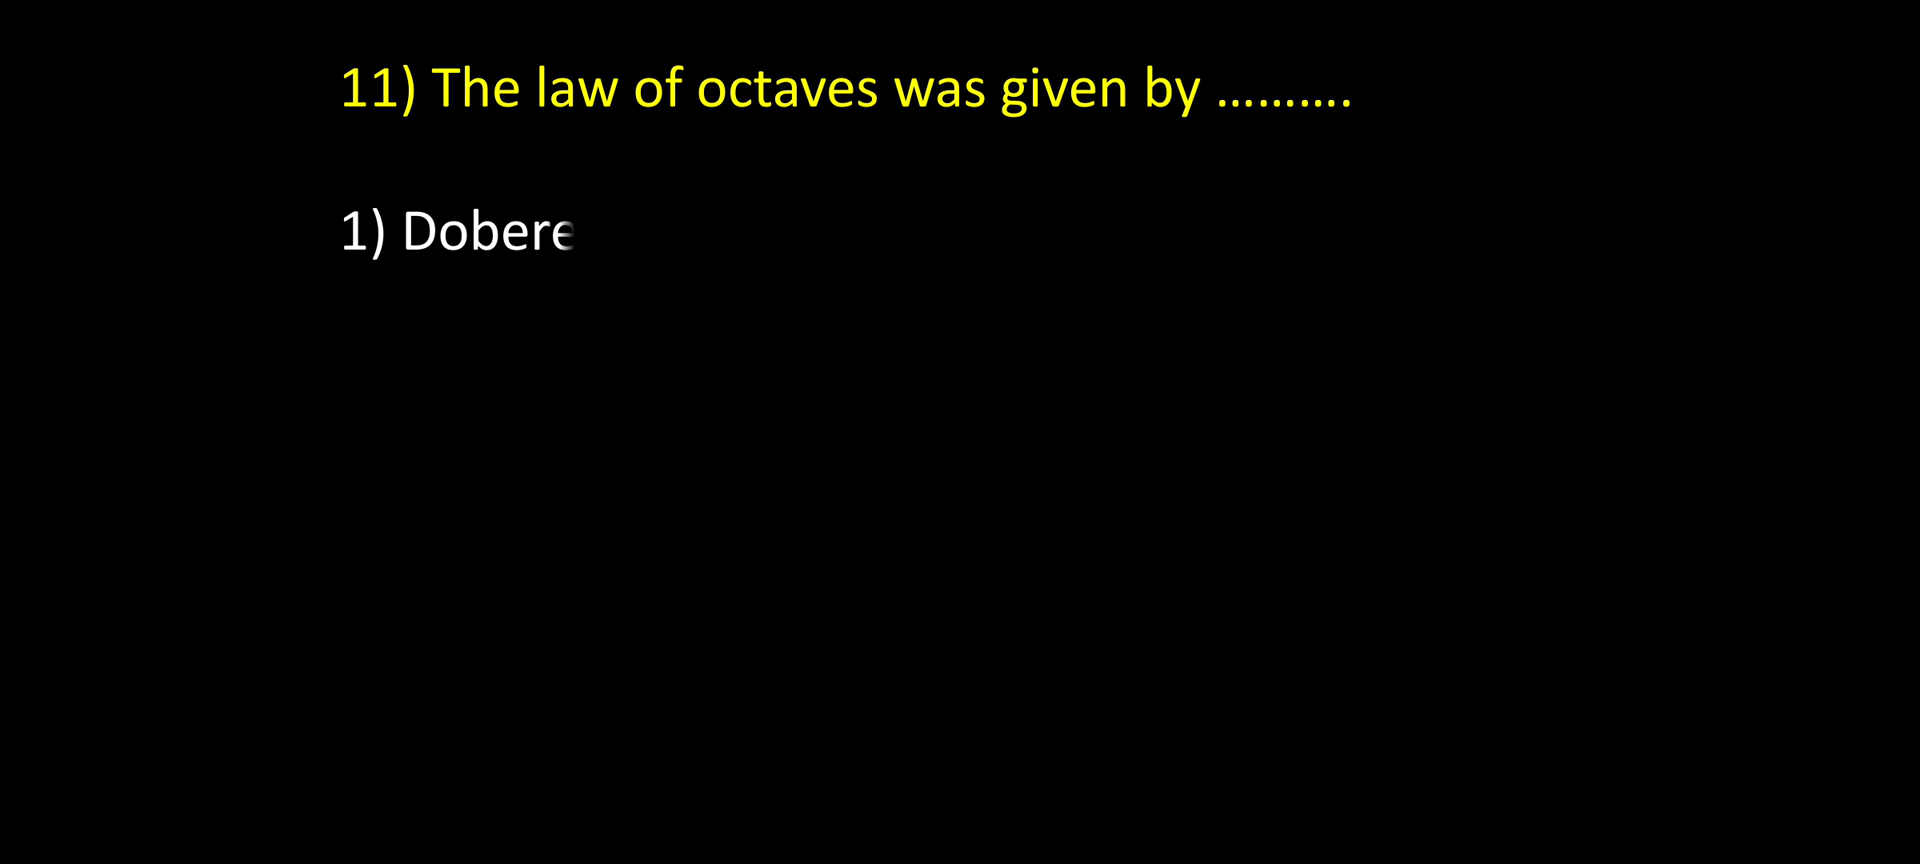 11) The law of octaves was given by ……….
1) Dobere